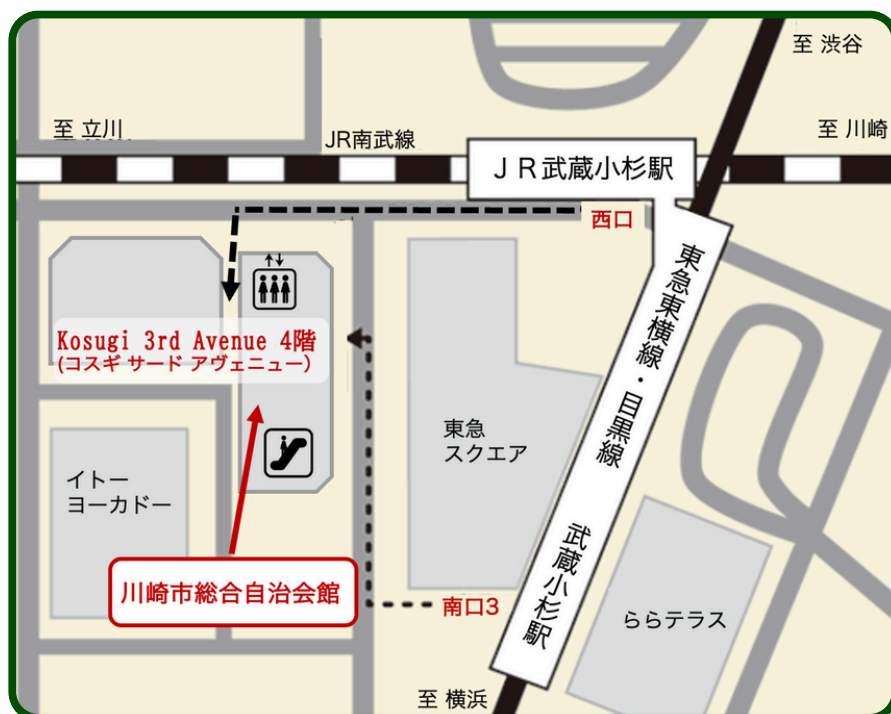 至 渋谷
至 立川
JR南武線
至 川崎
ＪＲ武蔵小杉駅
西口
東急東横線・目黒線　武蔵小杉駅
Kosugi 3rd Avenue 4階
(コスギ サード アヴェニュー)
東急
スクエア
イトー
ヨーカドー
川崎市総合自治会館
南口3
ららテラス
至 横浜